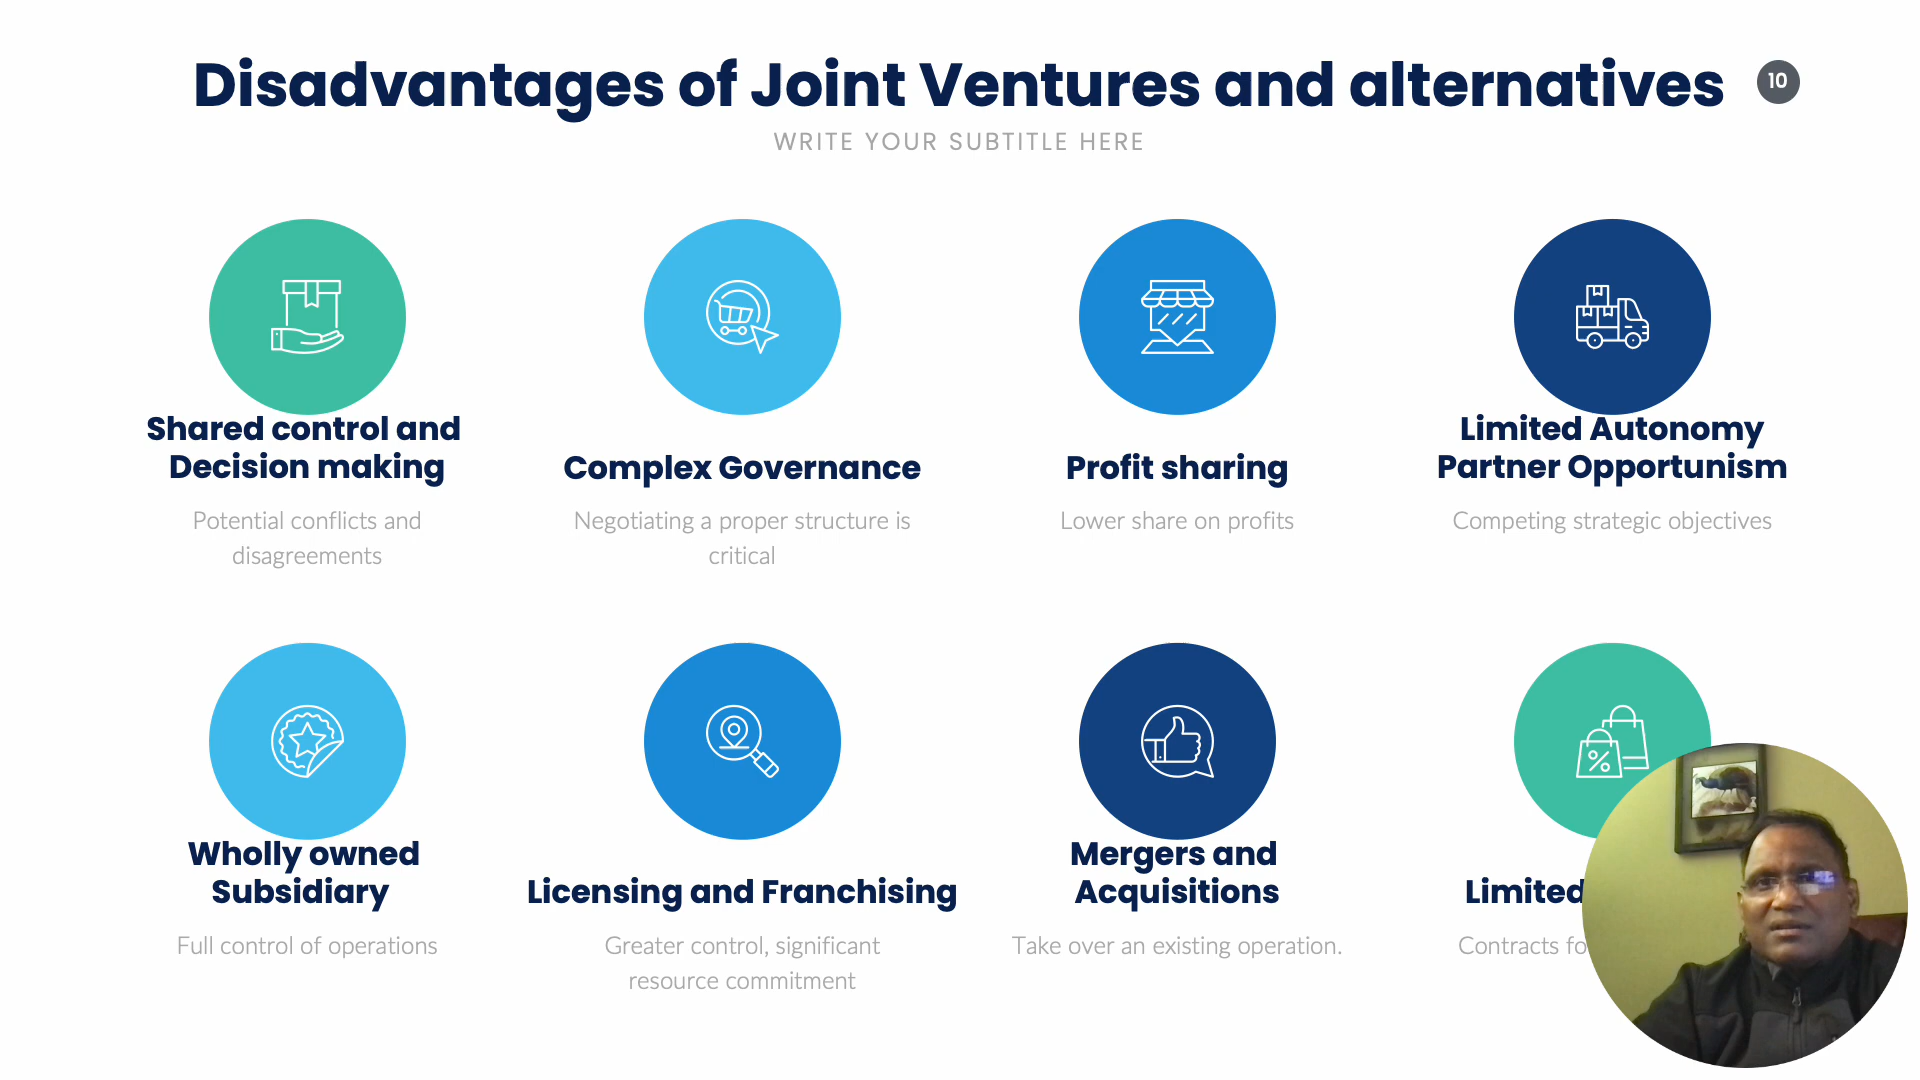 Disadvantages of Joint Ventures and alternatives
10
WRITE YOUR SUBTITLE HERE
Shared control and
Decision making
Potential conflicts and
disagreements
Complex Governance
Negotiating a proper structure is
critical
Profit sharing
Lower share on profits
Limited Autonomy
Partner Opportunism
Competing strategic objectives
Wholly owned
Subsidiary
Full control of operations
Licensing and Franchising
Greater control, significant
resource commitment
Mergers and
Acquisitions
Take over an existing operation.
%
Limited
Contracts